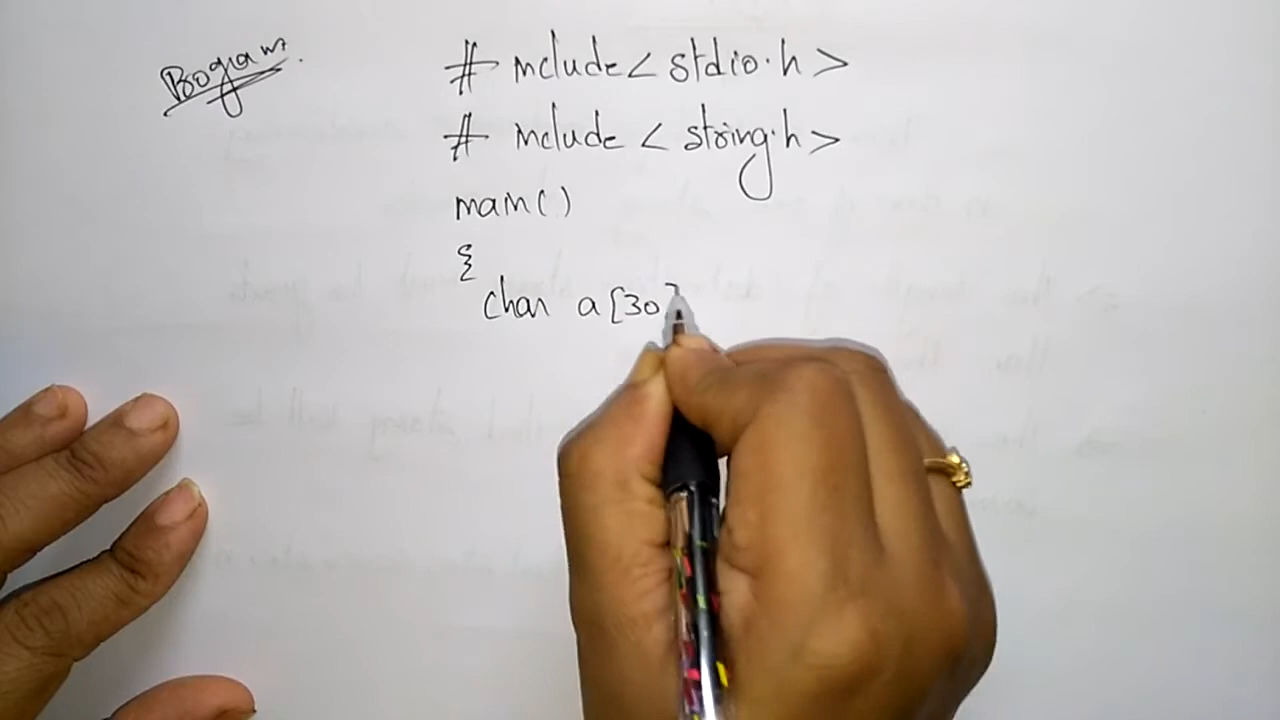 Program
# include < stdio.h >
# include < string.h >
main()
{
char a[30]